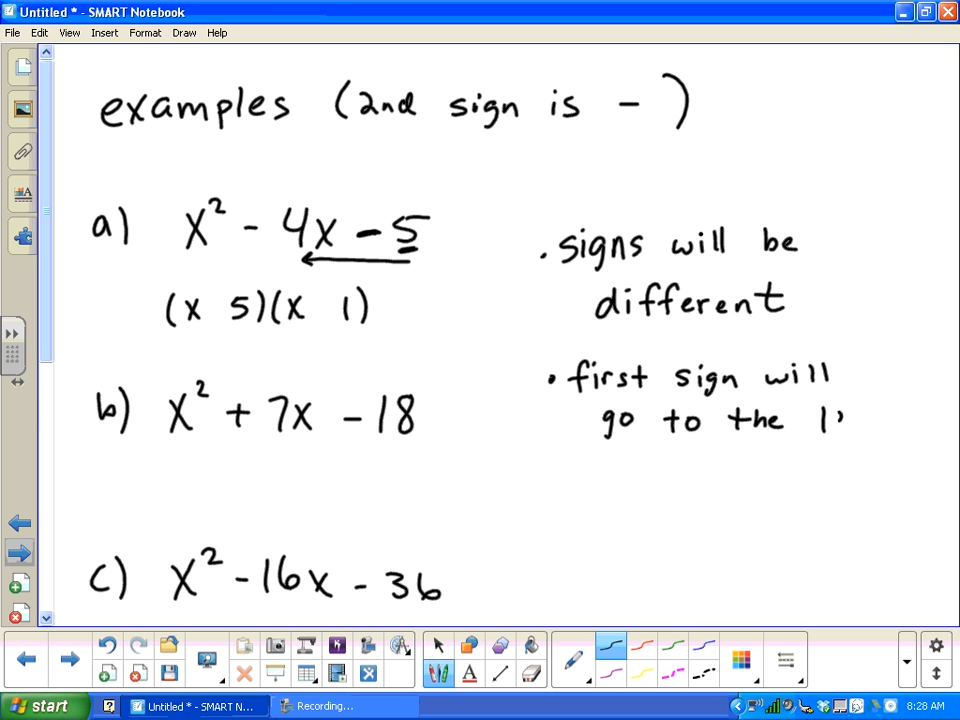 Untitled * - SMART Notebook
File Edit View Insert Format Draw Help
examples (2nd sign is - )
a) x² - 4x - 5
(x 5)(x 1)
• signs will be
different
• first sign will
go to the
b) x² + 7x - 18
c) x² - 16x - 36
start
Untitled * - SMART N...
Recording...
8:28 AM